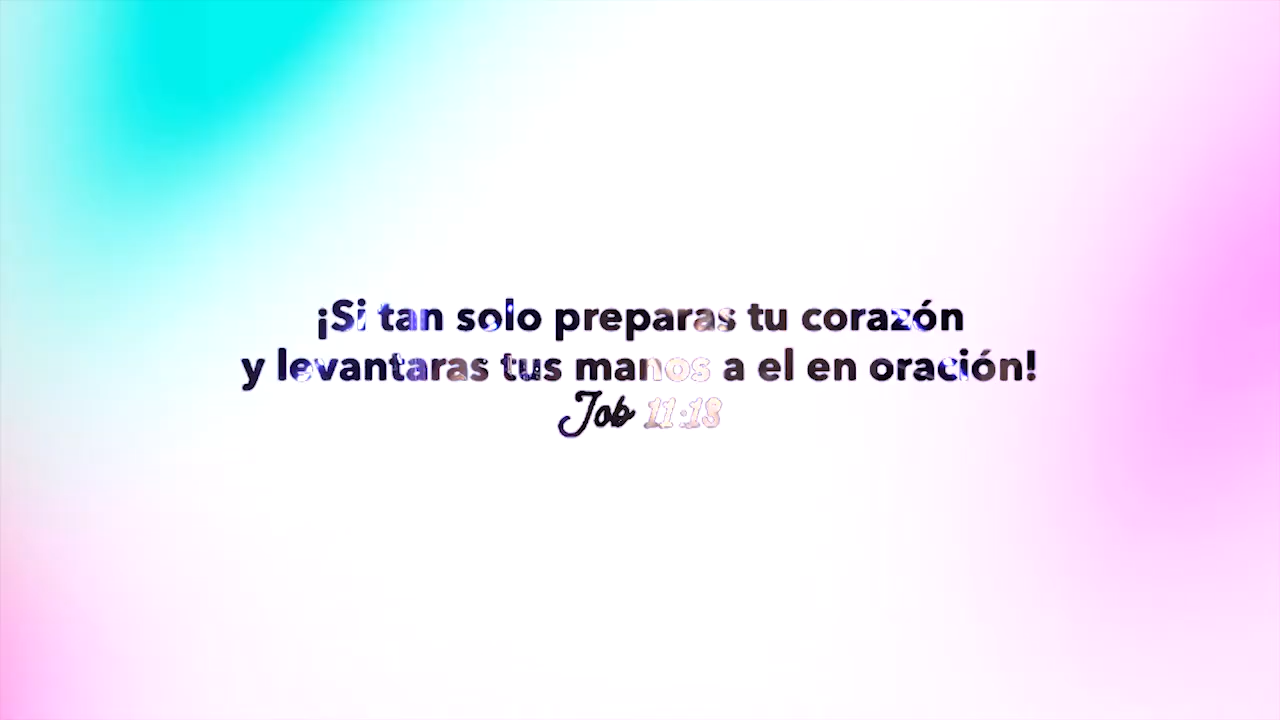 ¡Si tan solo preparas tu corazón
y levantaras tus manos a el en oración!
Job 11:13